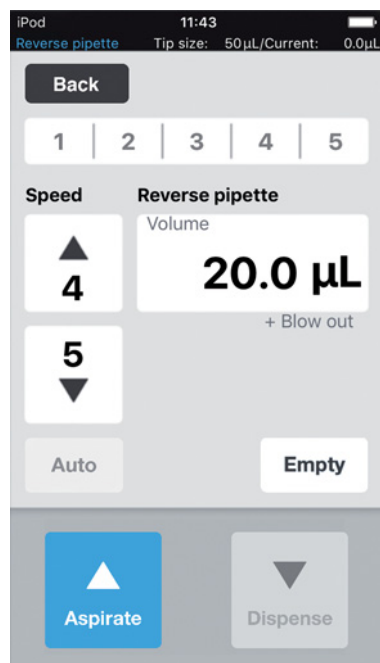 iPod 11:43
Reverse pipette Tip size: 50µL/Current: 0.0µL
Back
1 2 3 4 5
Speed Reverse pipette
Volume
4 20.0 µL
+ Blow out
5
Auto Empty
Aspirate Dispense